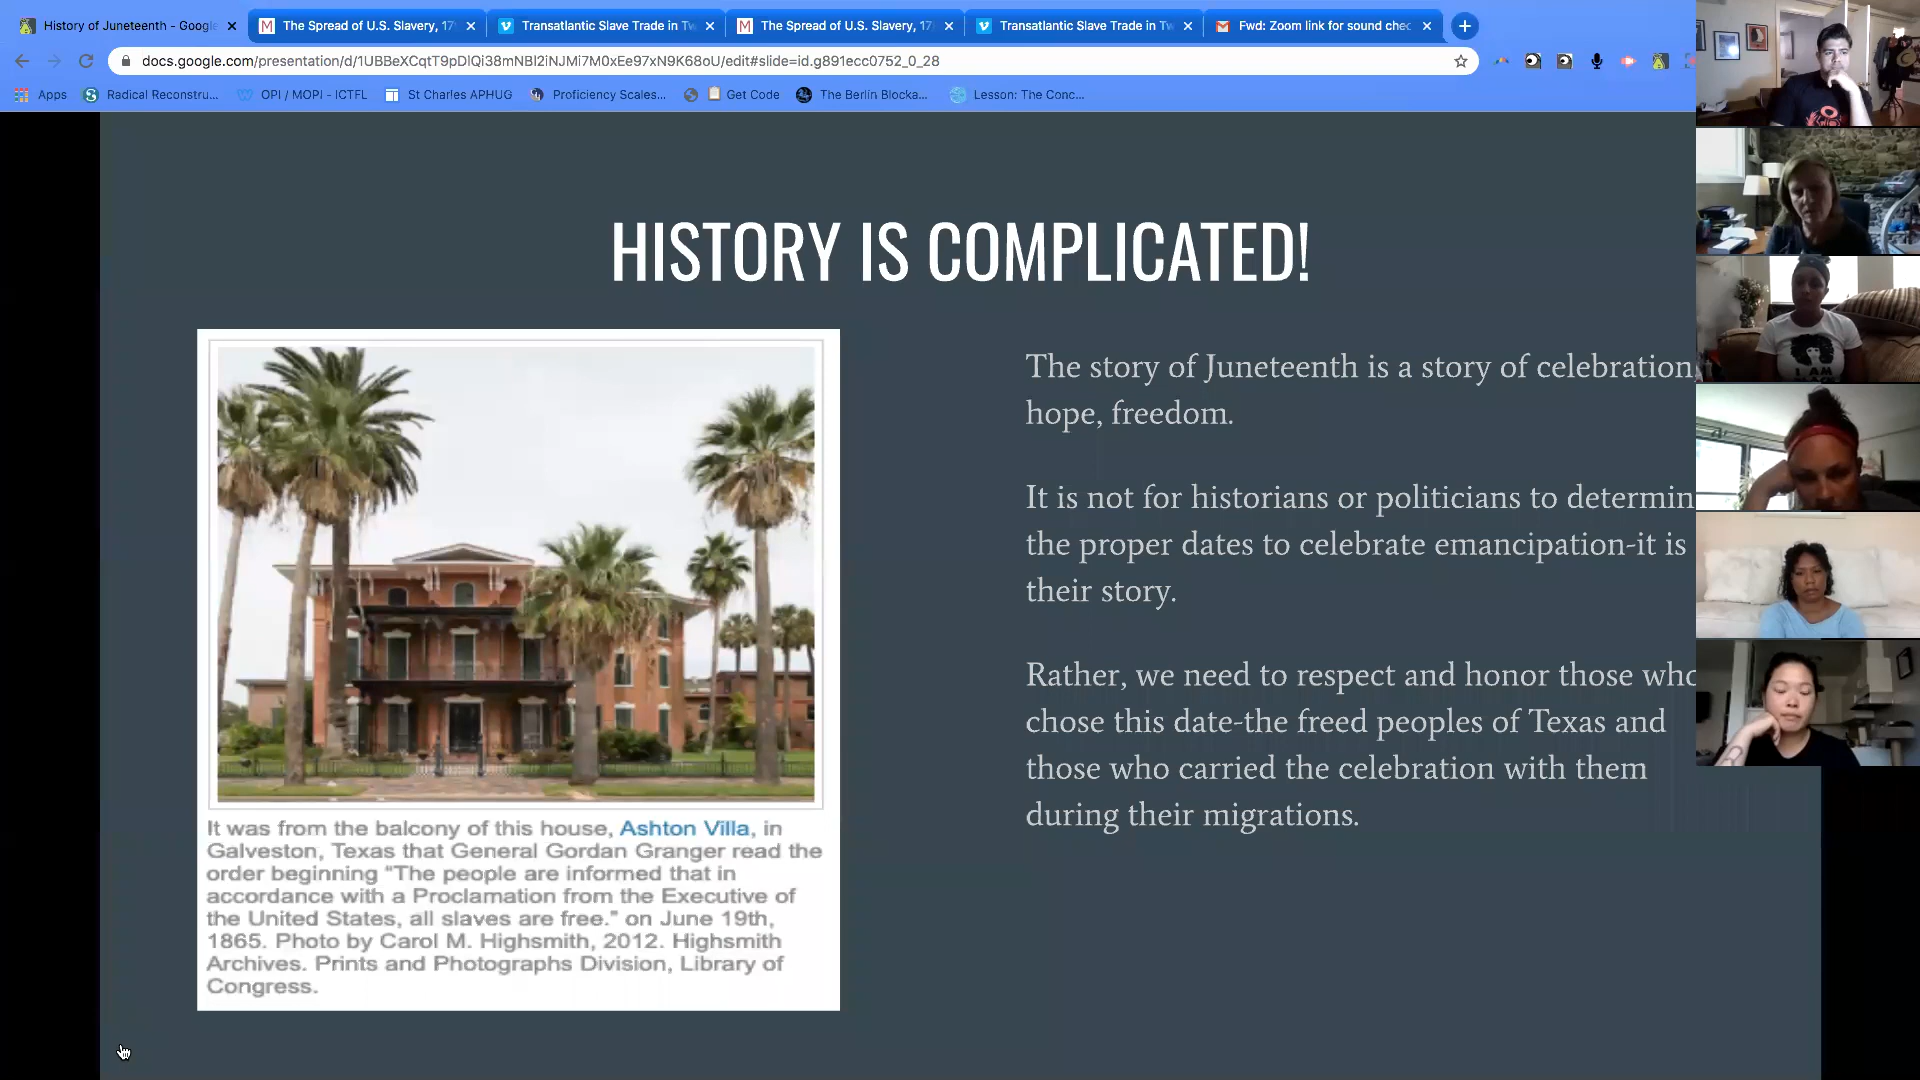 History of Juneteenth - Google
The Spread of U.S. Slavery, 17
Transatlantic Slave Trade in Tw
The Spread of U.S. Slavery, 17
Transatlantic Slave Trade in Tw
Fwd: Zoom link for sound chec
docs.google.com/presentation/d/1UBBeXCqtT9pDlQi38mNBl2iNJMi7M0xEe97xN9K68oU/edit#slide=id.g891ecc0752_0_28
Apps
Radical Reconstru...
OPI / MOPI - ICTFL
St Charles APHUG
Proficiency Scales...
Get Code
The Berlin Blocka...
Lesson: The Conc...
HISTORY IS COMPLICATED!
It was from the balcony of this house, Ashton Villa, in
Galveston, Texas that General Gordan Granger read the
order beginning “The people are informed that in
accordance with a Proclamation from the Executive of
the United States, all slaves are free.” on June 19th,
1865. Photo by Carol M. Highsmith, 2012. Highsmith
Archives. Prints and Photographs Division, Library of
Congress.
The story of Juneteenth is a story of celebration,
hope, freedom.
It is not for historians or politicians to determin
the proper dates to celebrate emancipation-it is
their story.
Rather, we need to respect and honor those who
chose this date-the freed peoples of Texas and
those who carried the celebration with them
during their migrations.
I AM